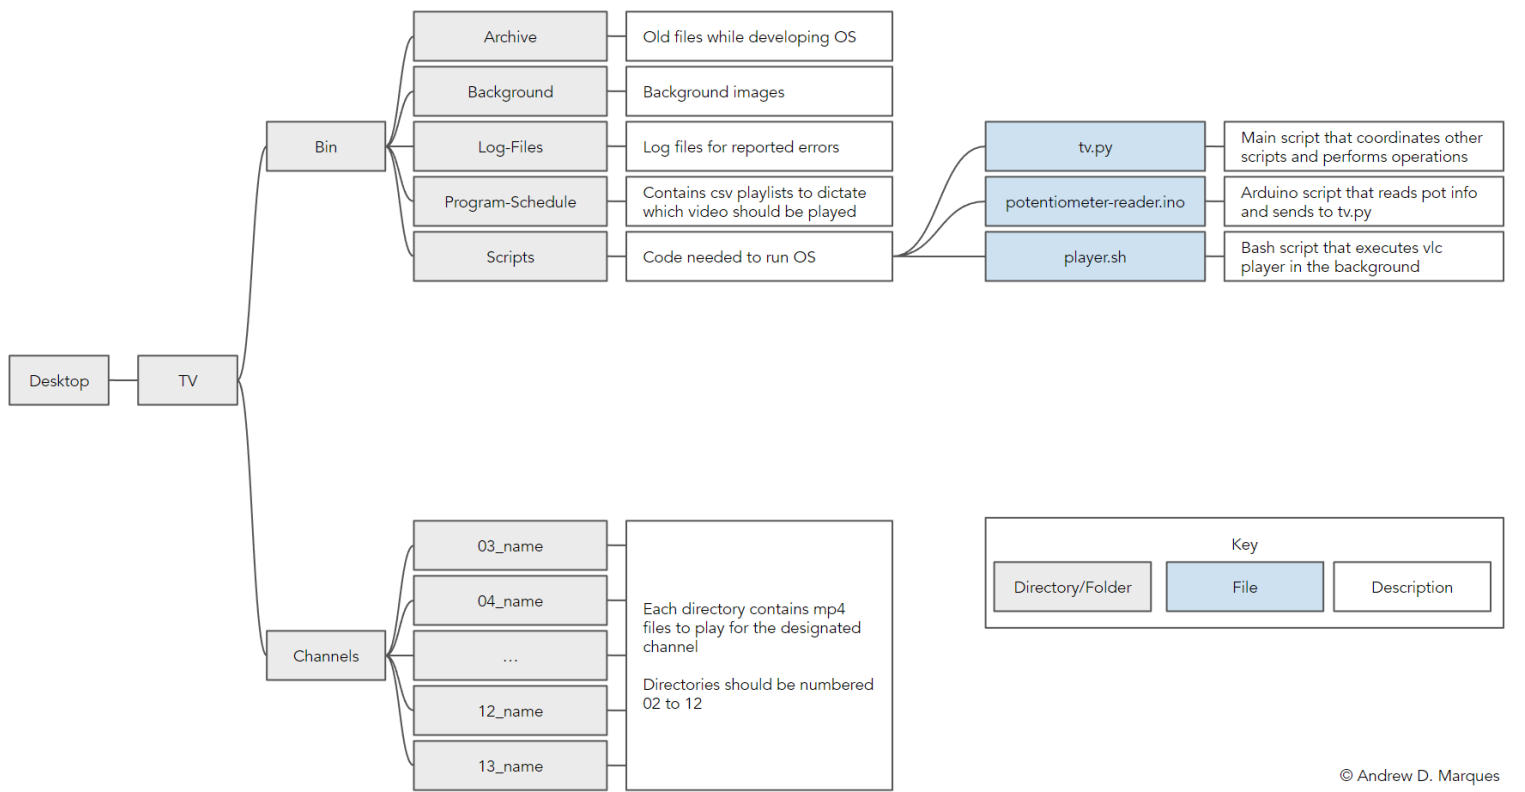 Archive
Old files while developing OS
Background
Background images
Bin
Log-Files
Log files for reported errors
tv.py
Main script that coordinates other
scripts and performs operations
Program-Schedule
Contains csv playlists to dictate
which video should be played
potentiometer-reader.ino
Arduino script that reads pot info
and sends to tv.py
Scripts
Code needed to run OS
player.sh
Bash script that executes vlc
player in the background
Desktop
TV
Channels
03_name
04_name
...
12_name
13_name
Each directory contains mp4
files to play for the designated
channel
Directories should be numbered
02 to 12
Key
Directory/Folder
File
Description
© Andrew D. Marques